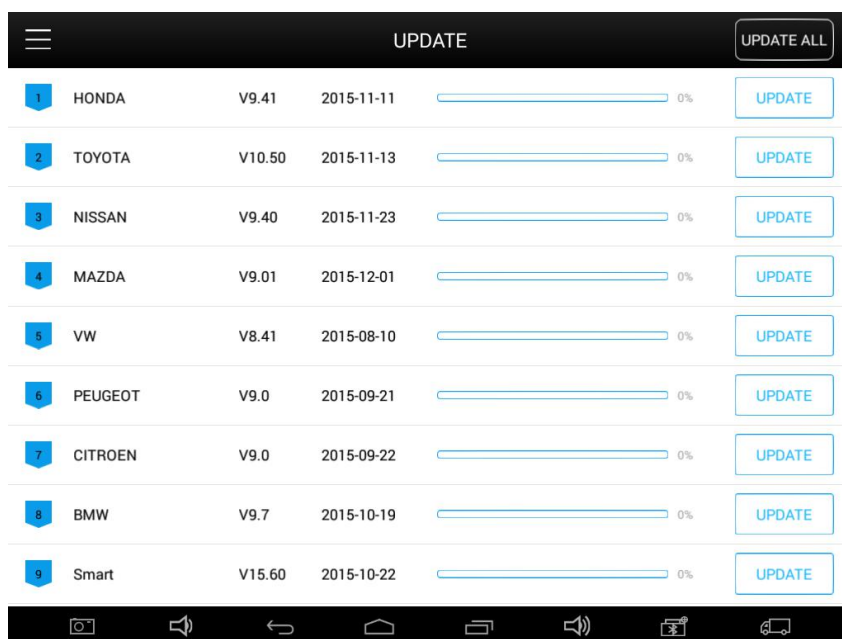 UPDATE UPDATE ALL
1 HONDA V9.41 2015-11-11 0% UPDATE
2 TOYOTA V10.50 2015-11-13 0% UPDATE
3 NISSAN V9.40 2015-11-23 0% UPDATE
4 MAZDA V9.01 2015-12-01 0% UPDATE
5 VW V8.41 2015-08-10 0% UPDATE
6 PEUGEOT V9.0 2015-09-21 0% UPDATE
7 CITROEN V9.0 2015-09-22 0% UPDATE
8 BMW V9.7 2015-10-19 0% UPDATE
9 Smart V15.60 2015-10-22 0% UPDATE